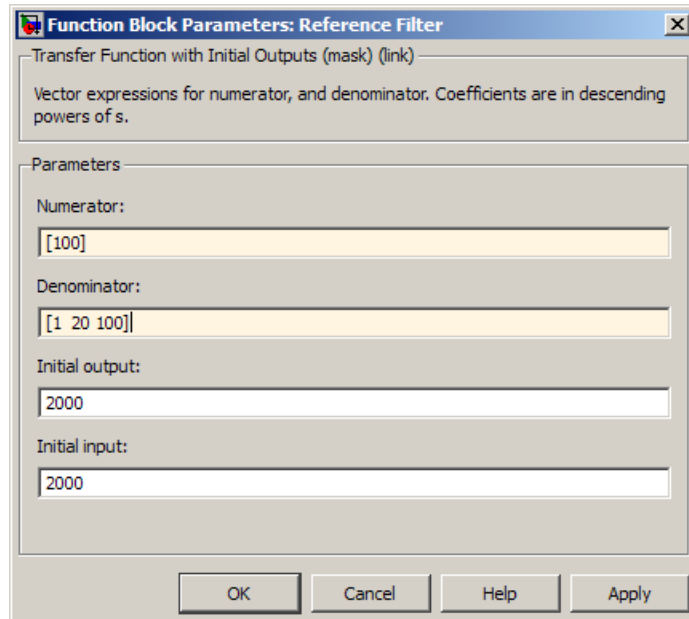 Function Block Parameters: Reference Filter
Transfer Function with Initial Outputs (mask) (link)
Vector expressions for numerator, and denominator. Coefficients are in descending
powers of s.
Parameters
Numerator:
[100]
Denominator:
[1 20 100]
Initial output:
2000
Initial input:
2000
OK Cancel Help Apply